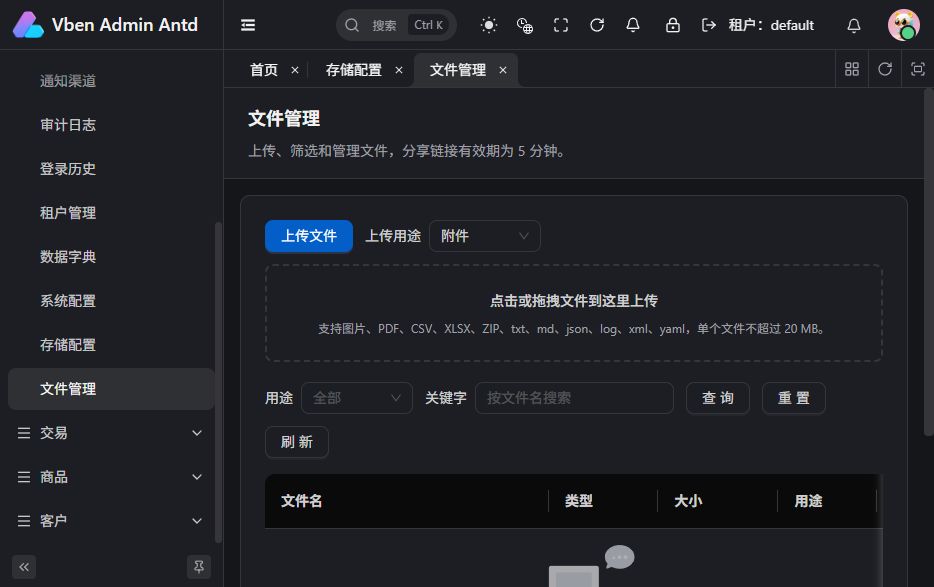 Vben Admin Antd
搜索
Ctrl K
租户：default
首页
存储配置
文件管理
通知渠道
审计日志
登录历史
租户管理
数据字典
系统配置
存储配置
文件管理
交易
商品
客户
文件管理
上传、筛选和管理文件，分享链接有效期为 5 分钟。
上传文件
上传用途
附件
点击或拖拽文件到这里上传
支持图片、PDF、CSV、XLSX、ZIP、txt、md、json、log、xml、yaml，单个文件不超过 20 MB。
用途
全部
关键字
按文件名搜索
查 询
重 置
刷 新
文件名
类型
大小
用途